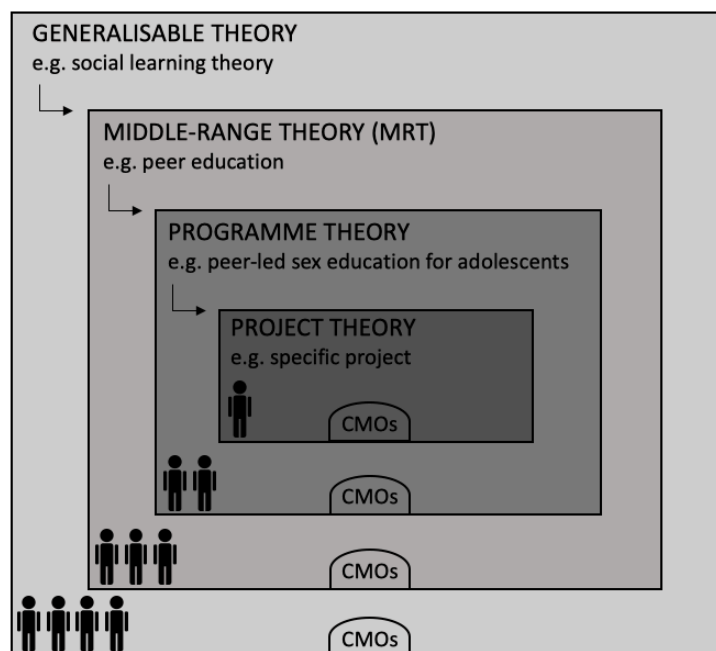 GENERALISABLE THEORY
e.g. social learning theory
MIDDLE-RANGE THEORY (MRT)
e.g. peer education
PROGRAMME THEORY
e.g. peer-led sex education for adolescents
PROJECT THEORY
e.g. specific project
CMOs
CMOs
CMOs
CMOs